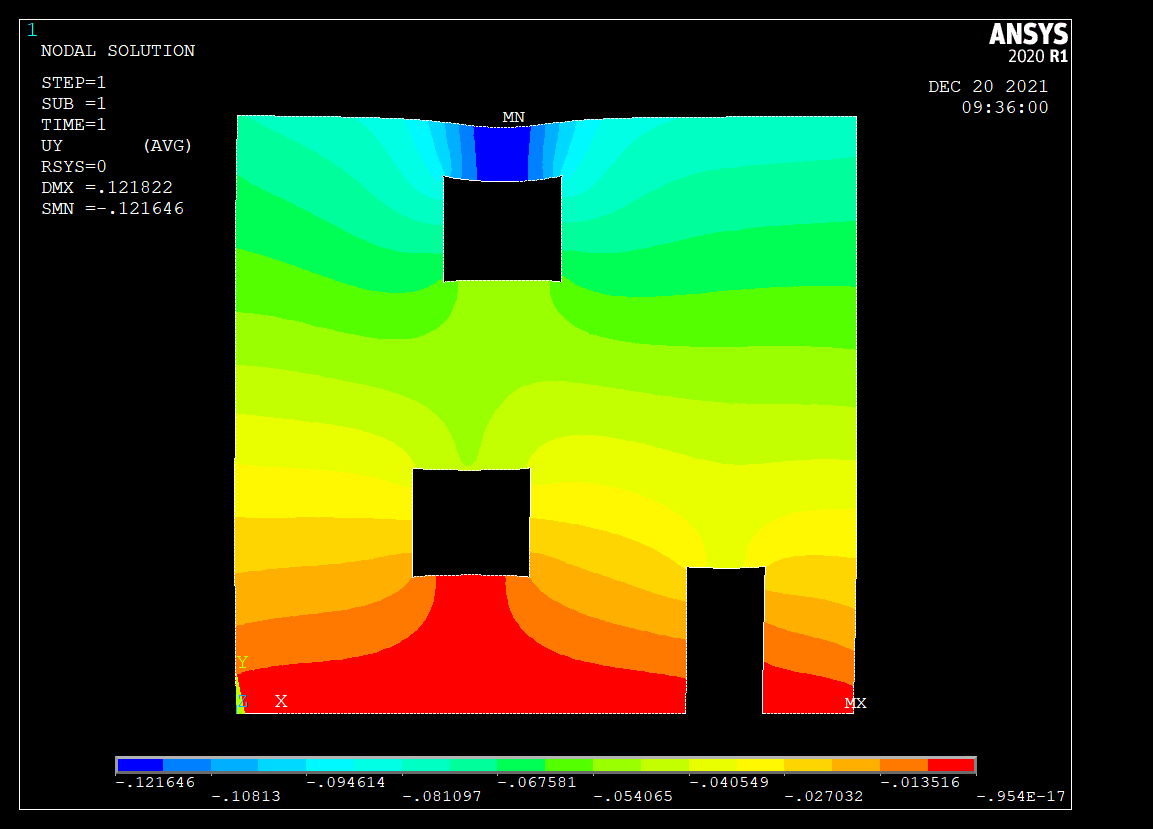 1
NODAL SOLUTION
STEP=1
SUB =1
TIME=1
UY (AVG)
RSYS=0
DMX =.121822
SMN =-.121646
ANSYS
2020 R1
DEC 20 2021
09:36:00
MN
Y
Z X
MX
-.121646 -.094614 -.067581 -.040549 -.013516
-.10813 -.081097 -.054065 -.027032 -.954E-17